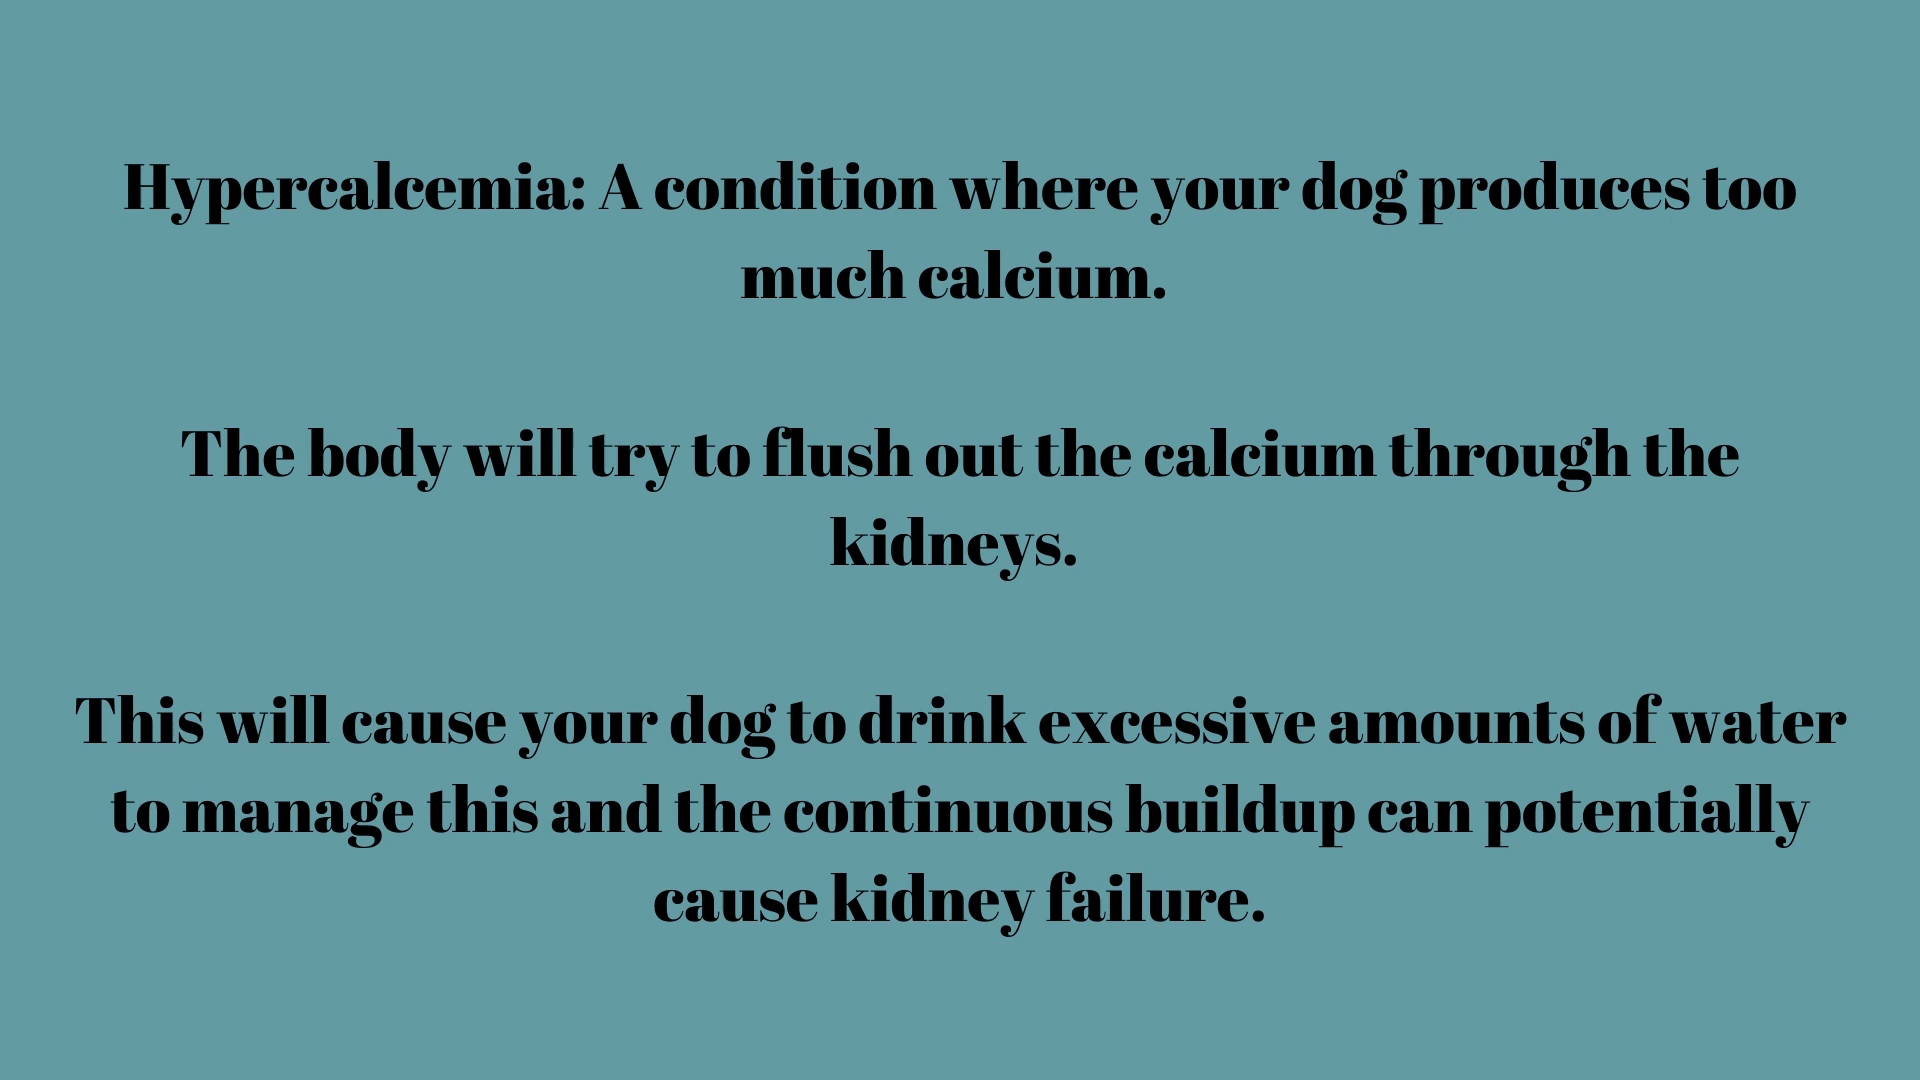 Hypercalcemia: A condition where your dog produces too
much calcium.
The body will try to flush out the calcium through the
kidneys.
This will cause your dog to drink excessive amounts of water
to manage this and the continuous buildup can potentially
cause kidney failure.